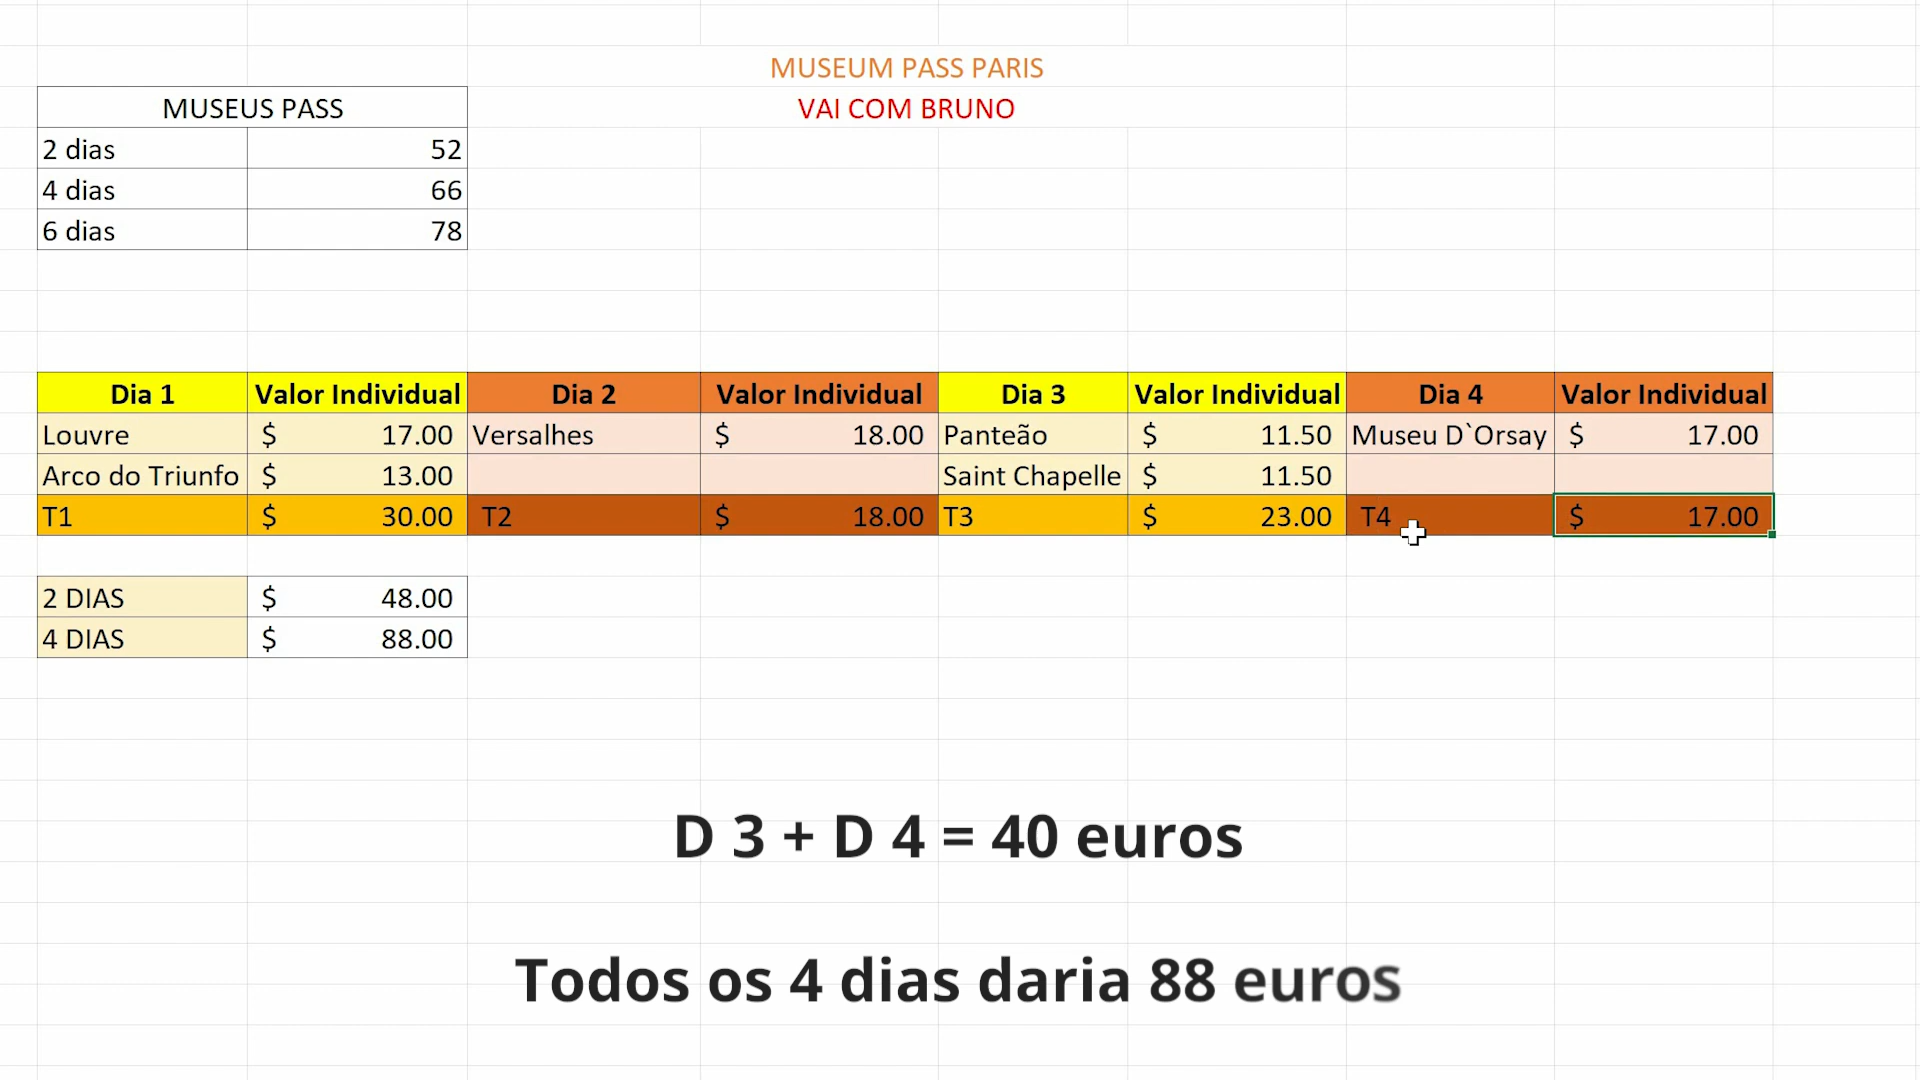 MUSEUM PASS PARIS
MUSEUS PASS VAI COM BRUNO
2 dias 52
4 dias 66
6 dias 78
Dia 1 Valor Individual Dia 2 Valor Individual Dia 3 Valor Individual Dia 4 Valor Individual
Louvre $ 17.00 Versalhes $ 18.00 Panteão $ 11.50 Museu D`Orsay $ 17.00
Arco do Triunfo $ 13.00 Saint Chapelle $ 11.50
T1 $ 30.00 T2 $ 18.00 T3 $ 23.00 T4 $ 17.00
2 DIAS $ 48.00
4 DIAS $ 88.00
D 3 + D 4 = 40 euros
Todos os 4 dias daria 88 euros